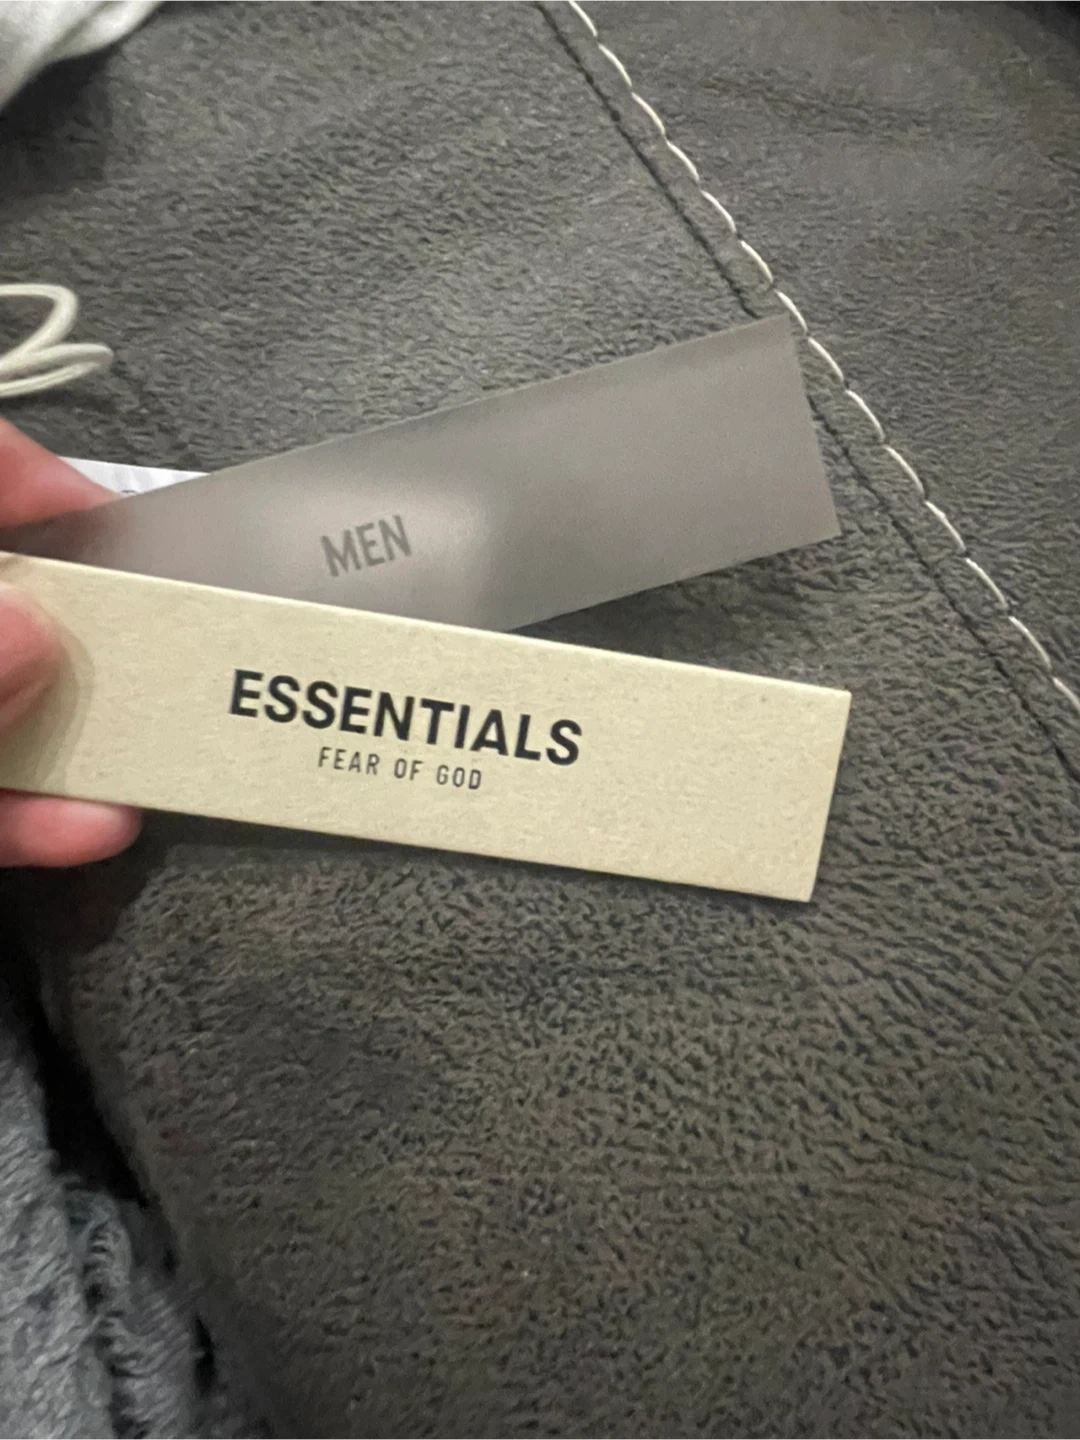 MEN
ESSENTIALS
FEAR OF GOD